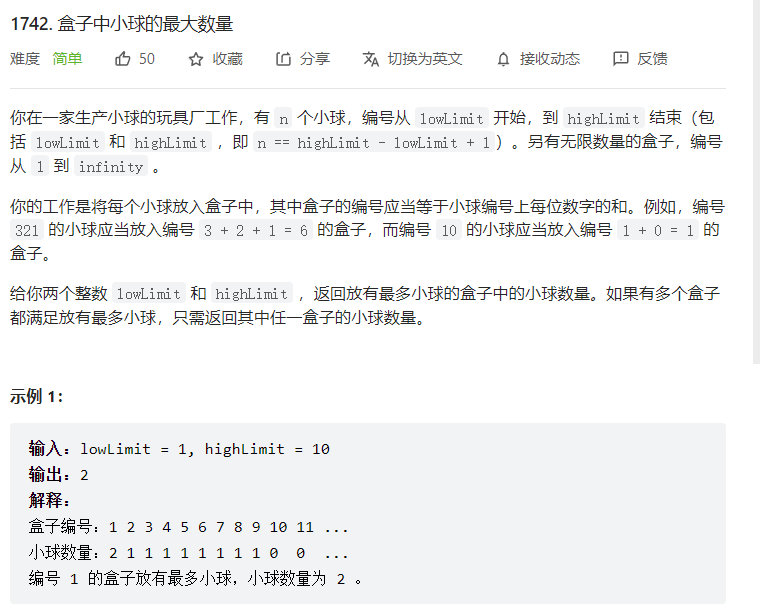 1742. 盒子中小球的最大数量
难度 简单 50 收藏 分享 切换为英文 接收动态 反馈
你在一家生产小球的玩具厂工作，有 n 个小球，编号从 lowLimit 开始，到 highLimit 结束（包
括 lowLimit 和 highLimit ，即 n == highLimit - lowLimit + 1）。另有无限数量的盒子，编号
从 1 到 infinity 。
你的工作是将每个小球放入盒子中，其中盒子的编号应当等于小球编号上每位数字的和。例如，编号
321 的小球应当放入编号 3 + 2 + 1 = 6 的盒子，而编号 10 的小球应当放入编号 1 + 0 = 1 的
盒子。
给你两个整数 lowLimit 和 highLimit ，返回放有最多小球的盒子中的小球数量。如果有多个盒子
都满足放有最多小球，只需返回其中任一盒子的小球数量。
示例 1：
输入：lowLimit = 1, highLimit = 10
输出：2
解释：
盒子编号：1 2 3 4 5 6 7 8 9 10 11 ...
小球数量：2 1 1 1 1 1 1 1 1 0 0 ...
编号 1 的盒子放有最多小球，小球数量为 2 。